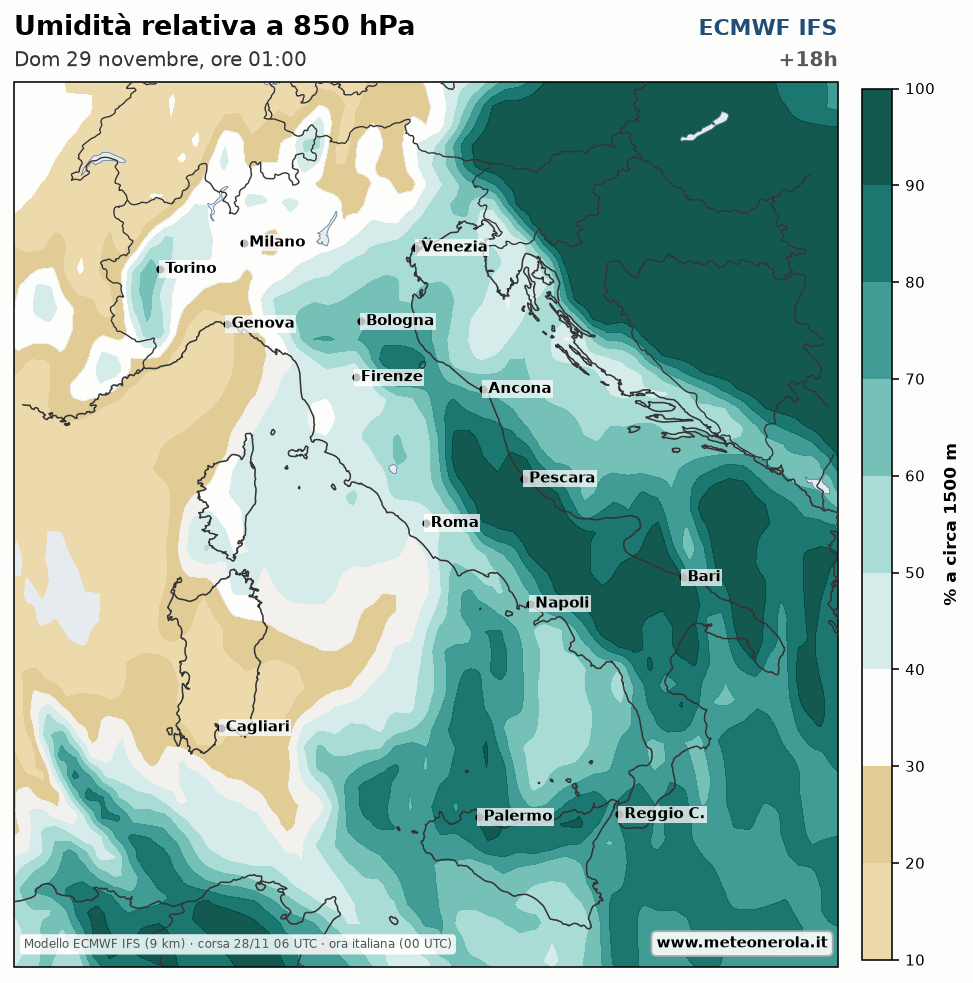 Umidità relativa a 850 hPa
ECMWF IFS
Dom 29 novembre, ore 01:00
+18h
100
90
80
70
60
50
40
30
20
10
% a circa 1500 m
Milano
Venezia
Torino
Genova
Bologna
Firenze
Ancona
Pescara
Roma
Bari
Napoli
Cagliari
Palermo
Reggio C.
Modello ECMWF IFS (9 km) · corsa 28/11 06 UTC · ora italiana (00 UTC)
www.meteonerola.it